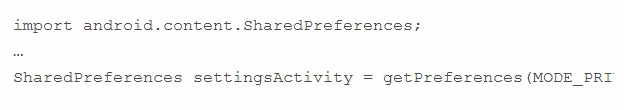 import android.content.SharedPreferences;
…
SharedPreferences settingsActivity = getPreferences(MODE_PRI